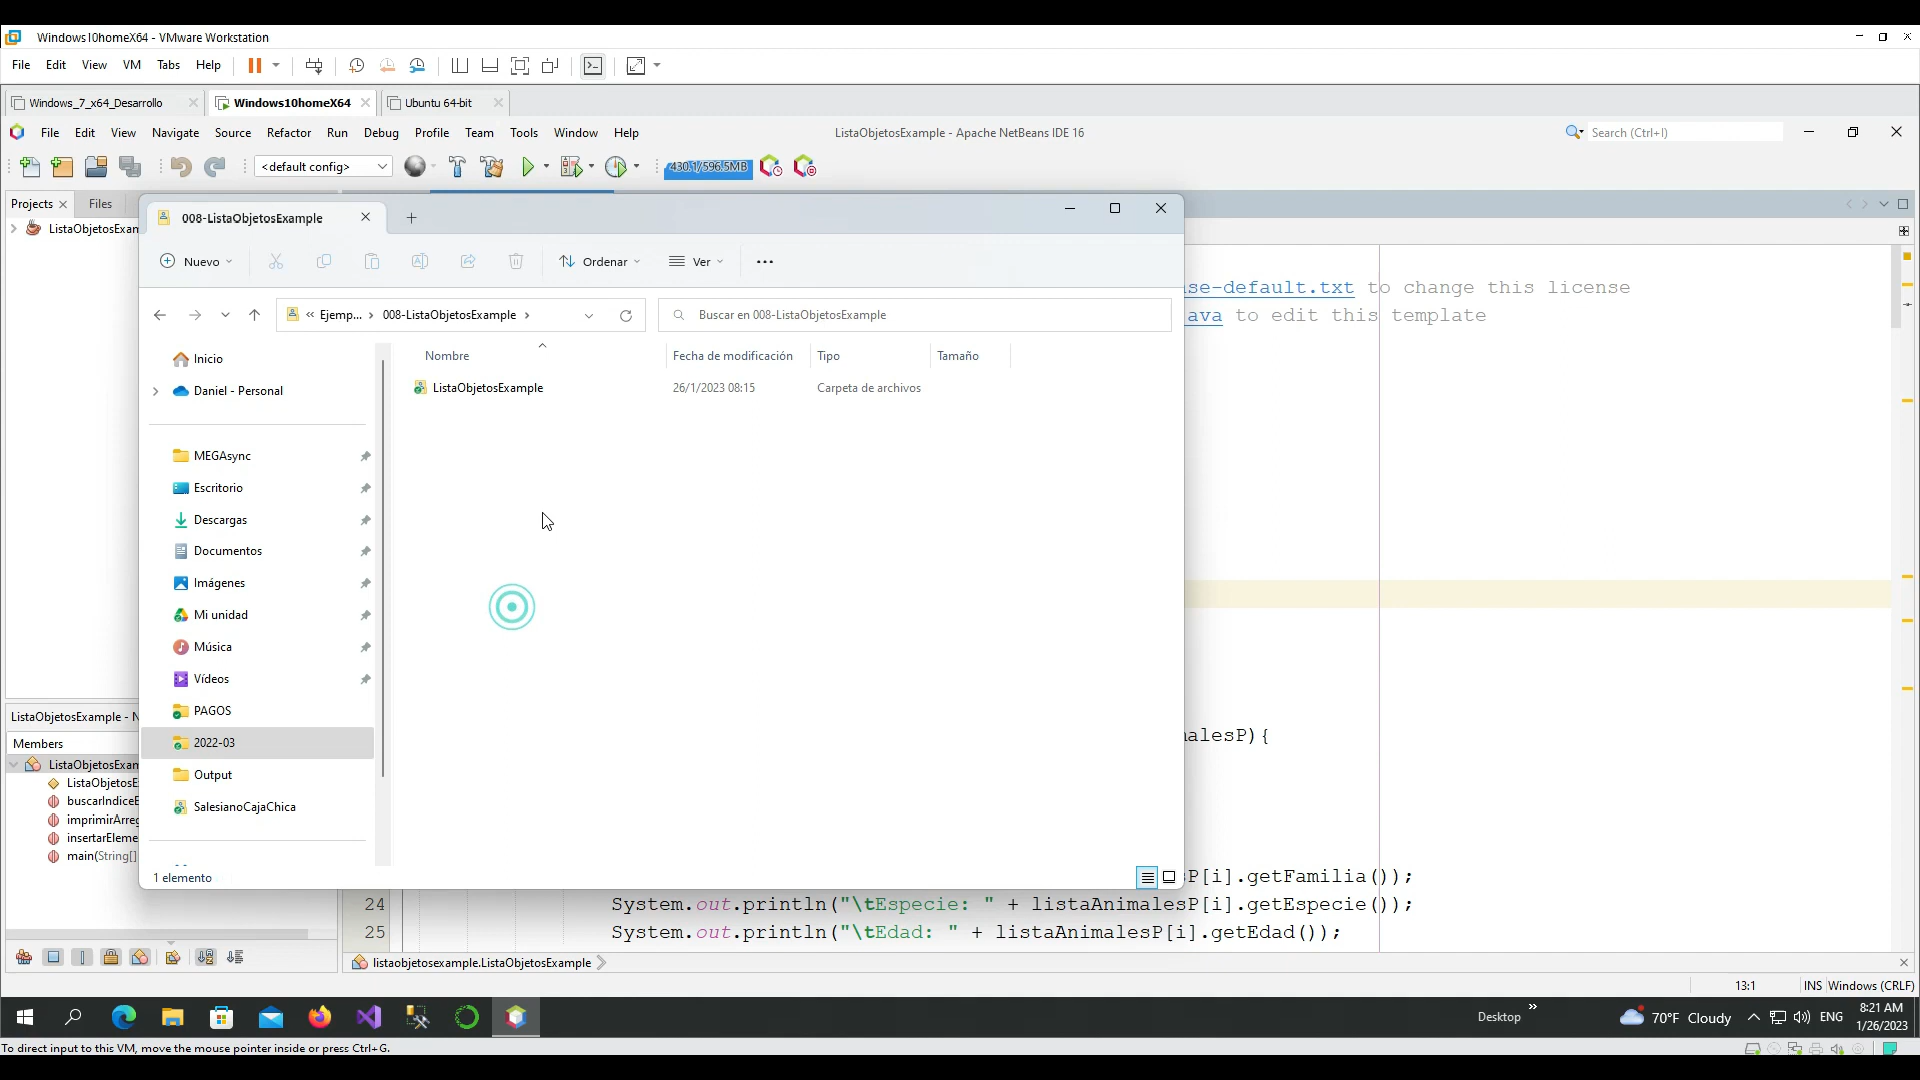 Windows10homeX64 - VMware Workstation
File Edit View VM Tabs Help
Windows_7_x64_Desarrollo Windows10homeX64 Ubuntu 64-bit
File Edit View Navigate Source Refactor Run Debug Profile Team Tools Window Help ListaObjetosExample - Apache NetBeans IDE 16 Search (Ctrl+I)
<default config> 430.1/596.5MB
Projects Files
ListaObjetosExam
008-ListaObjetosExample
Nuevo Ordenar Ver
« Ejemp... 008-ListaObjetosExample Buscar en 008-ListaObjetosExample
Nombre Fecha de modificación Tipo Tamaño
ListaObjetosExample 26/1/2023 08:15 Carpeta de archivos
Inicio
Daniel - Personal
MEGAsync
Escritorio
Descargas
Documentos
Imágenes
Mi unidad
Música
Vídeos
PAGOS
2022-03
Output
SalesianoCajaChica
1 elemento
se-default.txt to change this license
ava to edit this template
alesP){
P[i].getFamilia());
24 System.out.println("\tEspecie: " + listaAnimalesP[i].getEspecie());
25 System.out.println("\tEdad: " + listaAnimalesP[i].getEdad());
ListaObjetosExample - N
Members
ListaObjetosExam
ListaObjetosE
buscarIndiceE
imprimirArreg
insertarEleme
main(String[]
listaobjetosexample.ListaObjetosExample
13:1 INS Windows (CRLF)
Desktop 70°F Cloudy ENG 8:21 AM
1/26/2023
To direct input to this VM, move the mouse pointer inside or press Ctrl+G.